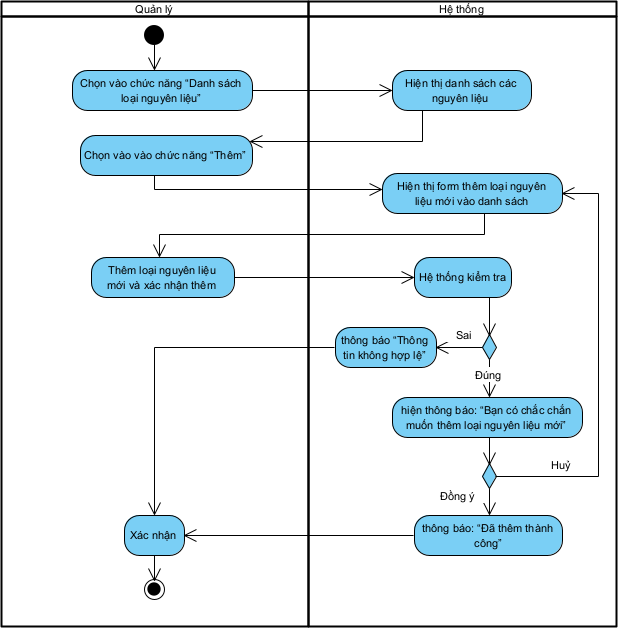 Quản lý
Hệ thống
Chọn vào chức năng “Danh sách
loại nguyên liệu”
Hiện thị danh sách các
nguyên liệu
Chọn vào vào chức năng “Thêm”
Hiện thị form thêm loại nguyên
liệu mới vào danh sách
Thêm loại nguyên liệu
mới và xác nhận thêm
Hệ thống kiểm tra
Sai
thông báo “Thông
tin không hợp lệ”
Đúng
hiện thông báo: “Bạn có chắc chắn
muốn thêm loại nguyên liệu mới”
Huỷ
Đồng ý
Xác nhận
thông báo: “Đã thêm thành
công”